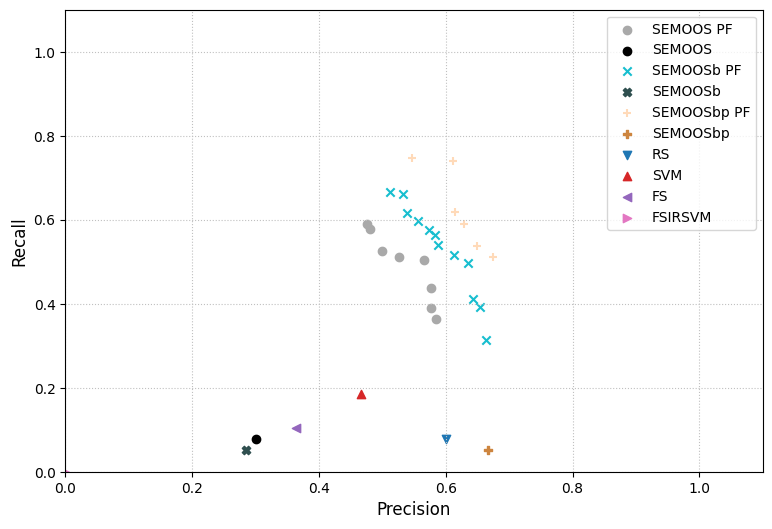 SEMOOS PF
SEMOOS
SEMOOSb PF
SEMOOSb
SEMOOSbp PF
SEMOOSbp
RS
SVM
FS
FSIRSVM
1.0
0.8
0.6
0.4
0.2
0.0
Recall
0.0 0.2 0.4 0.6 0.8 1.0
Precision